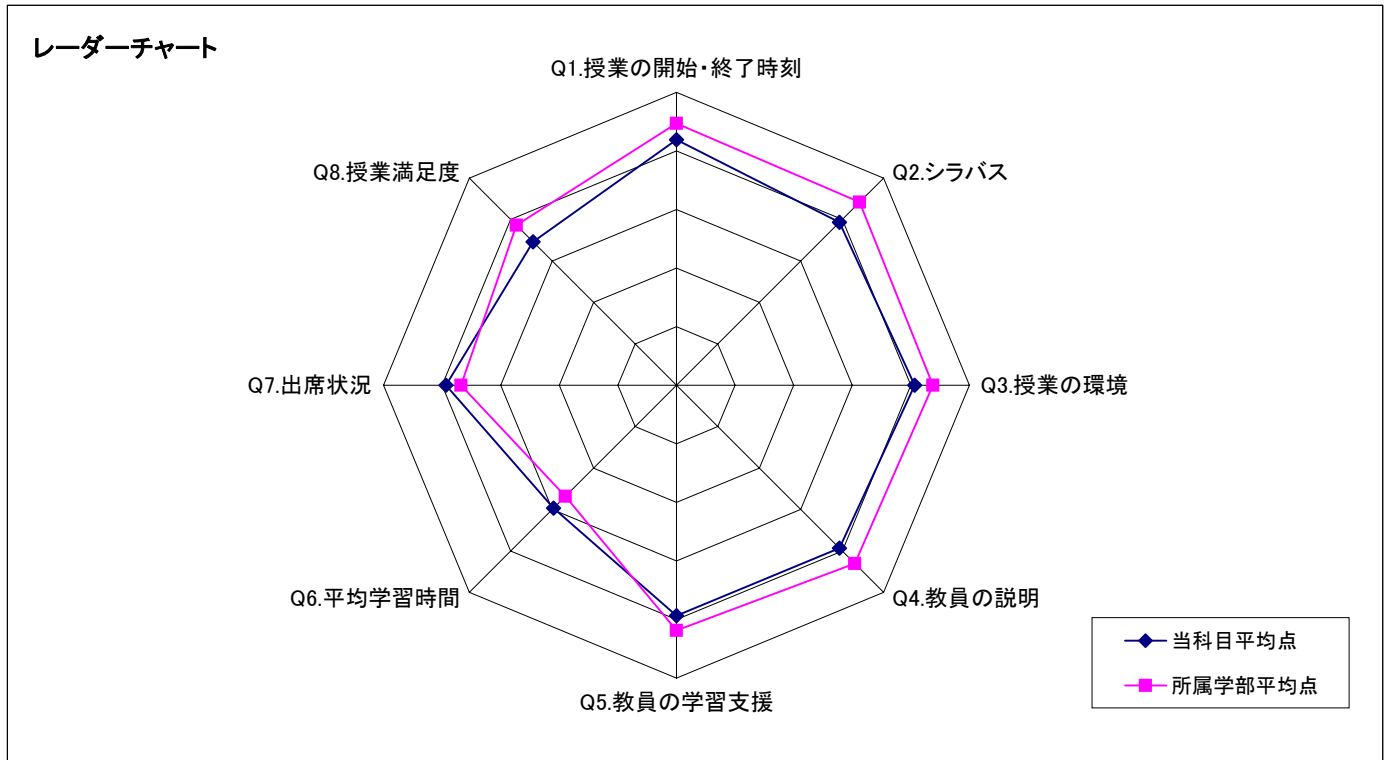 レーダーチャート
Q1.授業の開始・終了時刻
Q2.シラバス
Q3.授業の環境
Q4.教員の説明
Q5.教員の学習支援
Q6.平均学習時間
Q7.出席状況
Q8.授業満足度
当科目平均点
所属学部平均点